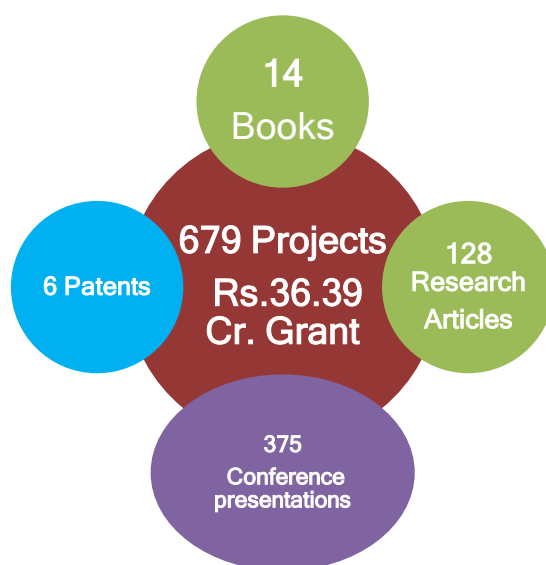 14
Books
679 Projects
Rs.36.39
Cr. Grant
6 Patents
128
Research
Articles
375
Conference
presentations